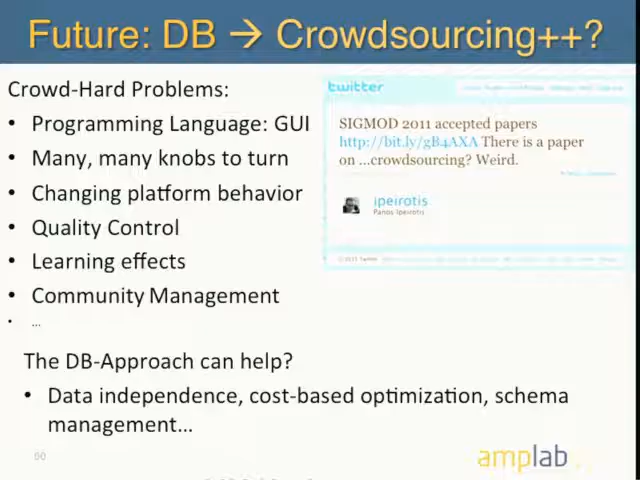 Future: DB → Crowdsourcing++?
Crowd-Hard Problems:
• Programming Language: GUI
• Many, many knobs to turn
• Changing platform behavior
• Quality Control
• Learning effects
• Community Management
• ...
twitter
SIGMOD 2011 accepted papers
http://bit.ly/gB4AXA There is a paper
on ...crowdsourcing? Weird.
ipeirotis
Panos Ipeirotis
The DB-Approach can help?
• Data independence, cost-based optimization, schema
management...
amplab